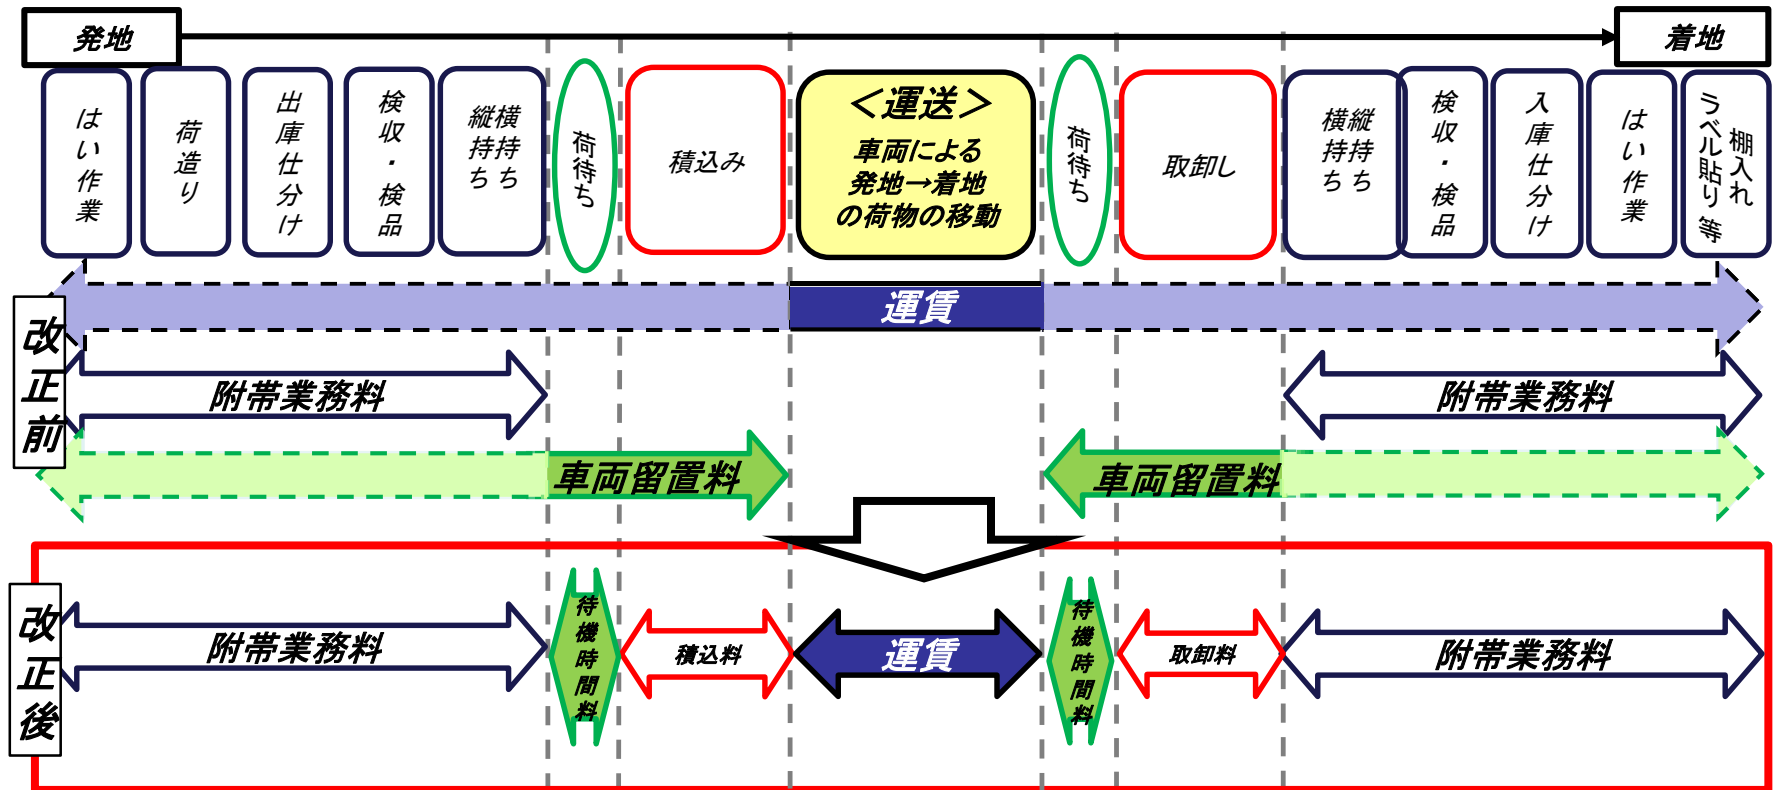 発地
着地
はい作業
荷造り
出庫仕分け
検収・検品
横持ち
縦持ち
荷待ち
積込み
＜運送＞
車両による
発地→着地
の荷物の移動
荷待ち
取卸し
縦持ち
横持ち
検収・検品
入庫仕分け
はい作業
棚入れ
ラベル貼り 等
改正前
運賃
附帯業務料
附帯業務料
車両留置料
車両留置料
改正後
附帯業務料
待機時間料
積込料
運賃
待機時間料
取卸料
附帯業務料